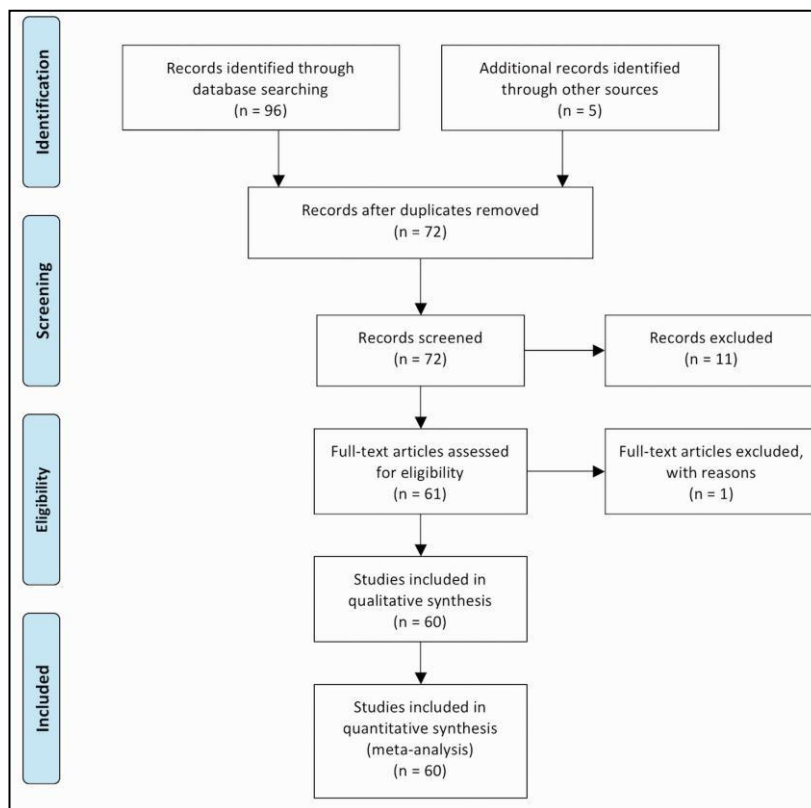 Identification
Records identified through
database searching
(n = 96)
Additional records identified
through other sources
(n = 5)
Records after duplicates removed
(n = 72)
Screening
Records screened
(n = 72)
Records excluded
(n = 11)
Eligibility
Full-text articles assessed
for eligibility
(n = 61)
Full-text articles excluded,
with reasons
(n = 1)
Studies included in
qualitative synthesis
(n = 60)
Included
Studies included in
quantitative synthesis
(meta-analysis)
(n = 60)